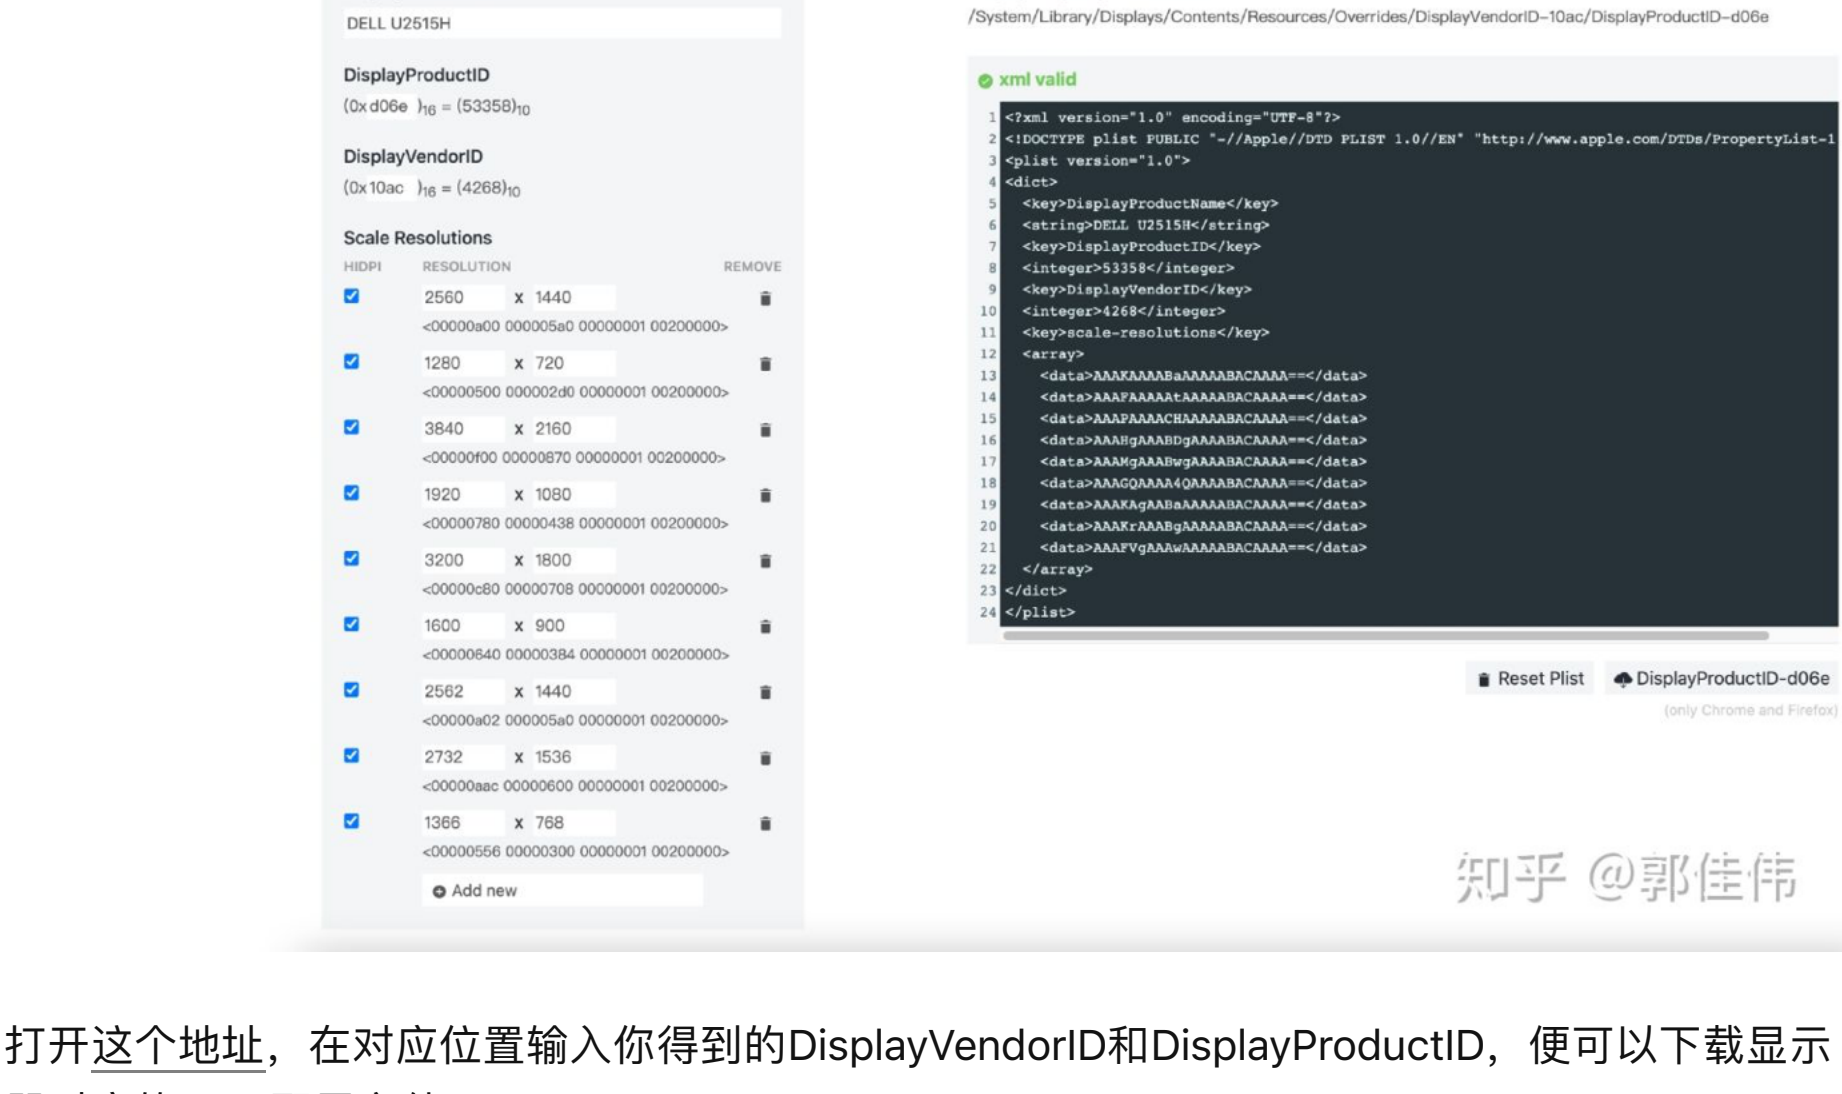 DELL U2515H
DisplayProductID
(0x d06e )16 = (53358)10
DisplayVendorID
(0x 10ac )16 = (4268)10
Scale Resolutions
HIDPI RESOLUTION REMOVE
2560 x 1440
<00000a00 000005a0 00000001 00200000>
1280 x 720
<00000500 000002d0 00000001 00200000>
3840 x 2160
<00000f00 00000870 00000001 00200000>
1920 x 1080
<00000780 00000438 00000001 00200000>
3200 x 1800
<00000c80 00000708 00000001 00200000>
1600 x 900
<00000640 00000384 00000001 00200000>
2562 x 1440
<00000a02 000005a0 00000001 00200000>
2732 x 1536
<00000aac 00000600 00000001 00200000>
1366 x 768
<00000556 00000300 00000001 00200000>
Add new
/System/Library/Displays/Contents/Resources/Overrides/DisplayVendorID-10ac/DisplayProductID-d06e
xml valid
1 <?xml version="1.0" encoding="UTF-8"?>
2 <!DOCTYPE plist PUBLIC "-//Apple//DTD PLIST 1.0//EN" "http://www.apple.com/DTDs/PropertyList-1
3 <plist version="1.0">
4 <dict>
5 <key>DisplayProductName</key>
6 <string>DELL U2515H</string>
7 <key>DisplayProductID</key>
8 <integer>53358</integer>
9 <key>DisplayVendorID</key>
10 <integer>4268</integer>
11 <key>scale-resolutions</key>
12 <array>
13 <data>AAAKAAAABaAAAAABACAAAA==</data>
14 <data>AAAFAAAAAtAAAAABACAAAA==</data>
15 <data>AAAPAAAACHAAAAABACAAAA==</data>
16 <data>AAAHgAAABDgAAAABACAAAA==</data>
17 <data>AAAMgAAABwgAAAABACAAAA==</data>
18 <data>AAAGQAAAA4QAAAABACAAAA==</data>
19 <data>AAAKAgAABaAAAAABACAAAA==</data>
20 <data>AAAKrAAABgAAAAABACAAAA==</data>
21 <data>AAAFVgAAAwAAAAABACAAAA==</data>
22 </array>
23 </dict>
24 </plist>
Reset Plist DisplayProductID-d06e
(only Chrome and Firefox)
知乎 @郭佳伟
打开这个地址，在对应位置输入你得到的DisplayVendorID和DisplayProductID，便可以下载显示